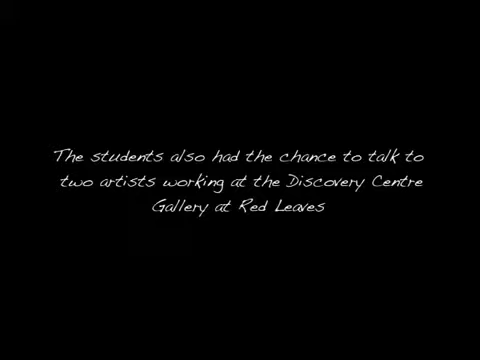 The students also had the chance to talk to
two artists working at the Discovery Centre
Gallery at Red Leaves